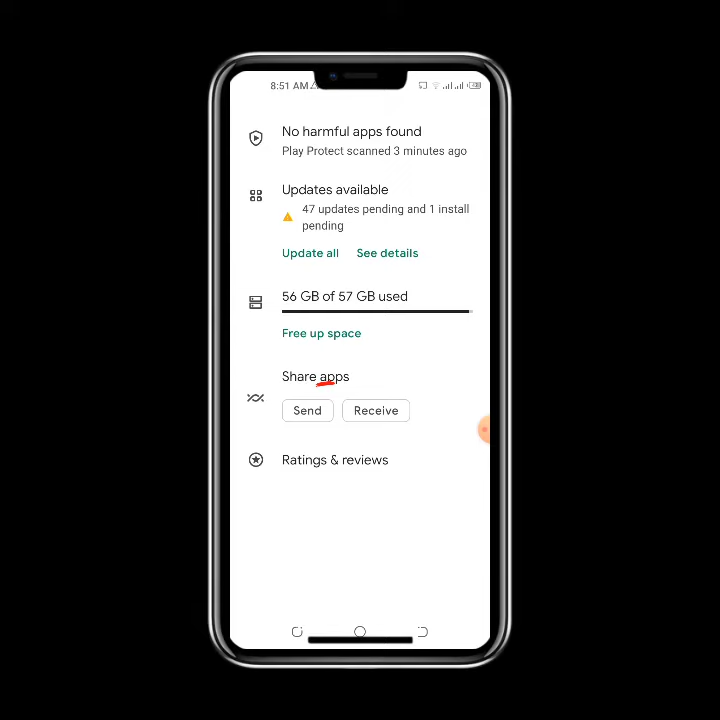 8:51 AM
No harmful apps found
Play Protect scanned 3 minutes ago
Updates available
47 updates pending and 1 install
pending
Update all See details
56 GB of 57 GB used
Free up space
Share apps
Send Receive
Ratings & reviews